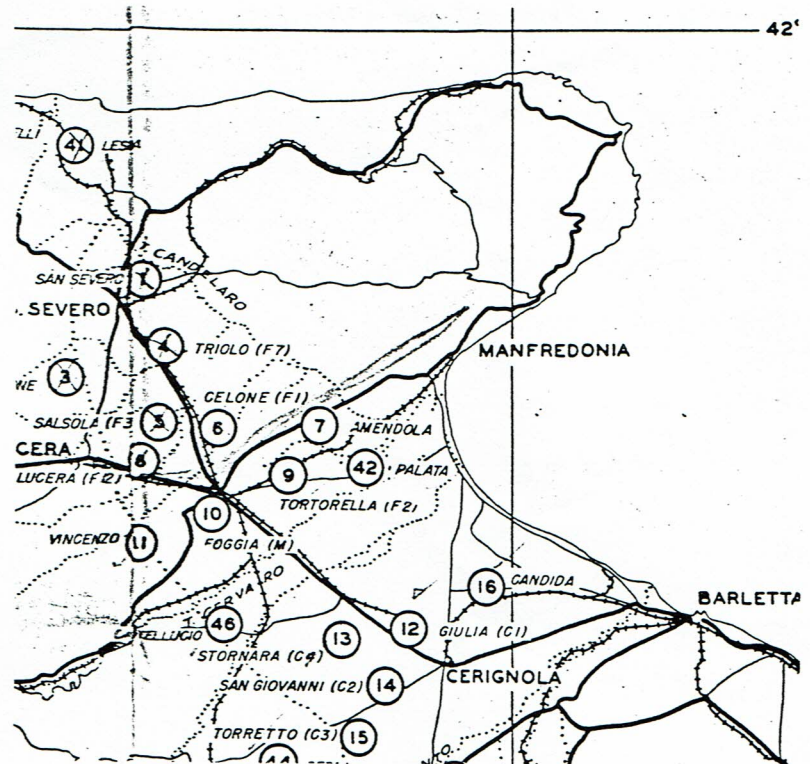 42°
41 LESIA
CANDELARO
SAN SEVERO 1
SEVERO
4 TRIOLO (F7)
MANFREDONIA
3
CELONE (F1)
SALSOLA (F3 5
6
7 AMENDOLA
CERA
8
LUCERA (F12)
9
42 PALATA
TORTORELLA (F2)
10
FOGGIA (M)
VINCENZO 11
CERVARO
16 CANDIDA
BARLETTA
46
TELLUCIO
12
GIULIA (C1)
13
STORNARA (C4)
CERIGNOLA
SAN GIOVANNI (C2) 14
TORRETTO (C3) 15
44